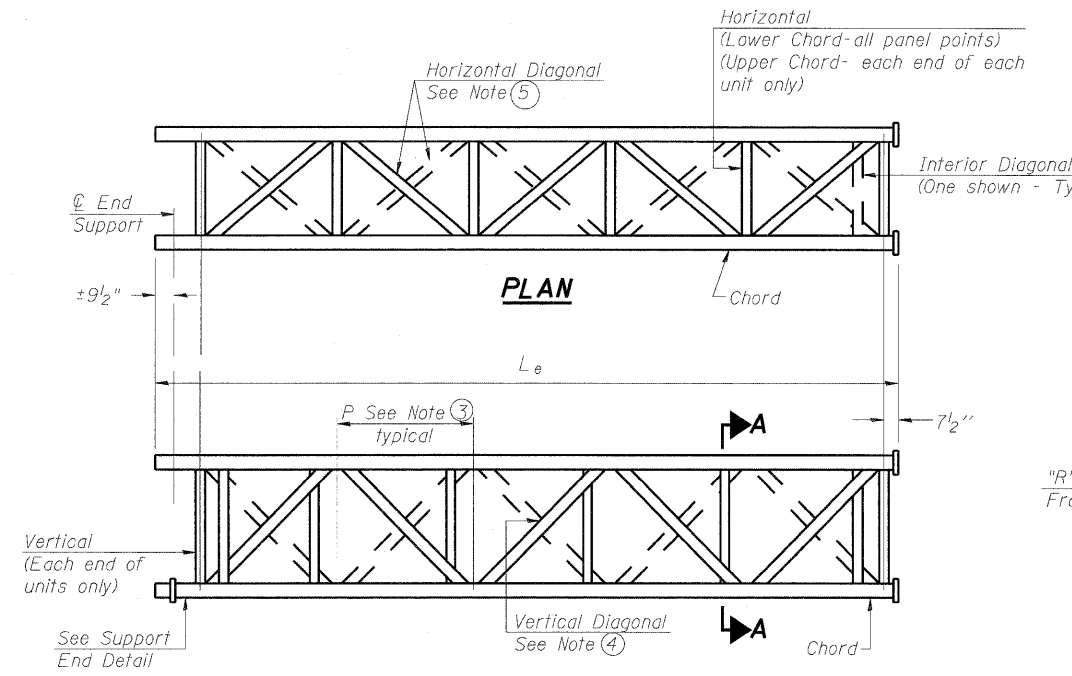 Horizontal
(Lower Chord-all panel points)
(Upper Chord- each end of each
unit only)
Horizontal Diagonal
See Note 5
Interior Diagonal
(One shown - Ty
℄ End
Support
±9½"
PLAN
Chord
Le
P See Note 3
typical
A
7½"
"R"
Fro
Vertical
(Each end of
units only)
See Support
End Detail
Vertical Diagonal
See Note 4
A
Chord